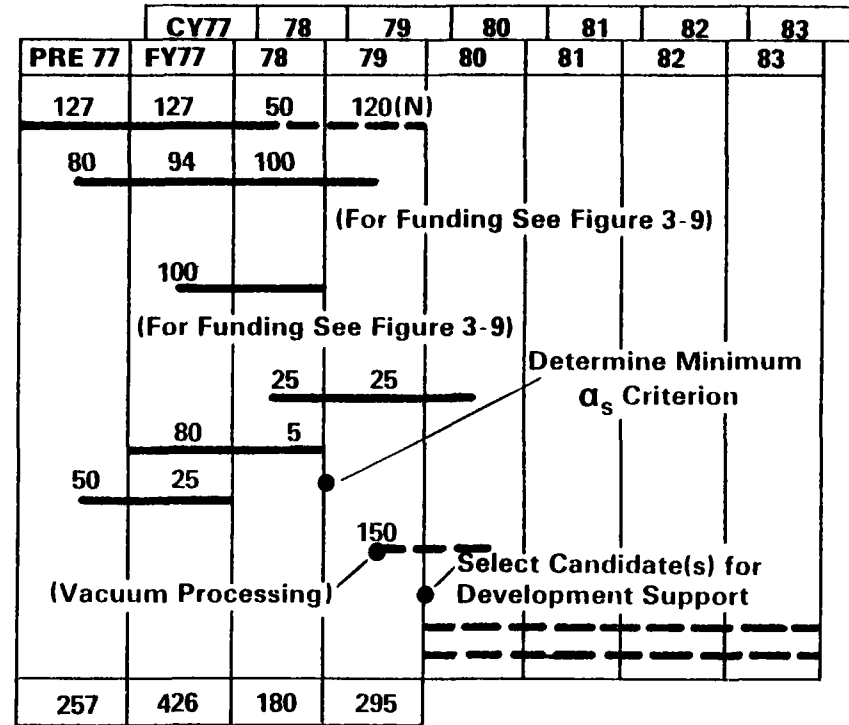 CY77 78 79 80 81 82 83
PRE 77 FY77 78 79 80 81 82 83
127 127 50 120(N)
80 94 100
(For Funding See Figure 3-9)
100
(For Funding See Figure 3-9)
Determine Minimum
25 25
αs Criterion
80 5
50 25
150
Select Candidate(s) for
(Vacuum Processing)
Development Support
257 426 180 295